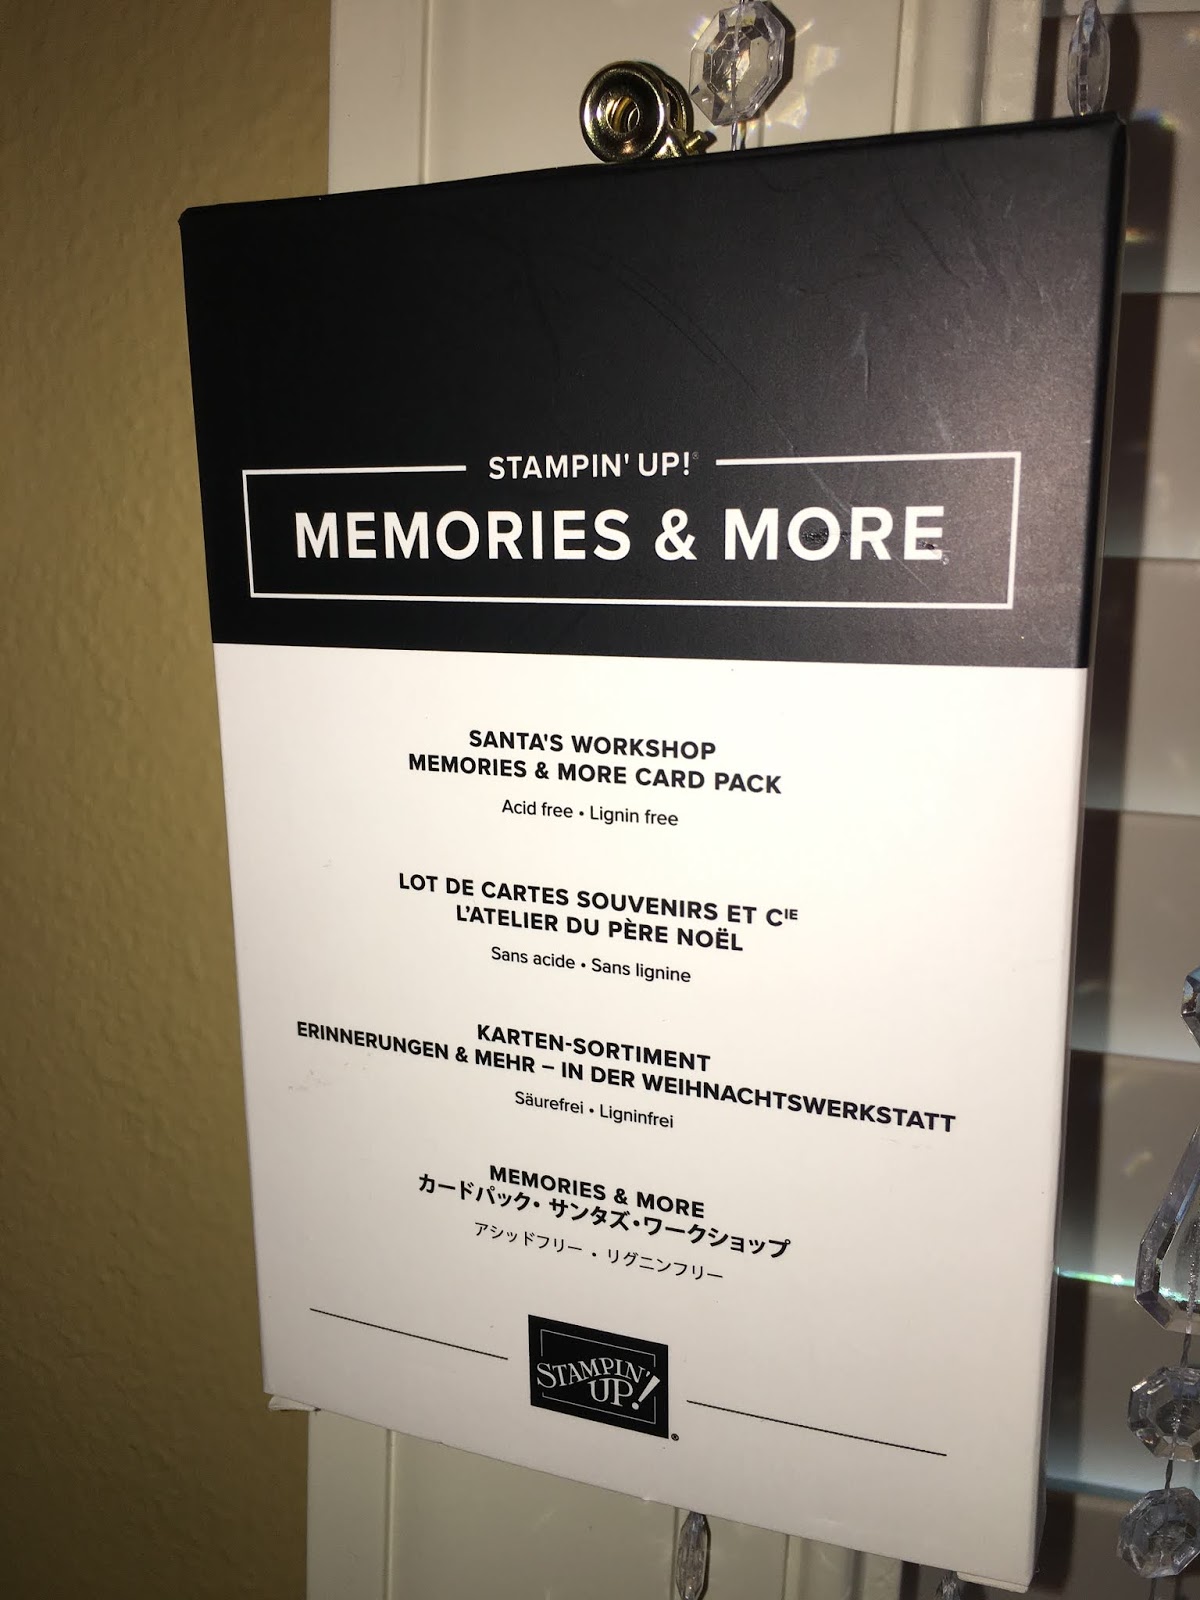 STAMPIN' UP!®
MEMORIES & MORE
SANTA'S WORKSHOP
MEMORIES & MORE CARD PACK
Acid free • Lignin free
LOT DE CARTES SOUVENIRS ET CIE
L'ATELIER DU PÈRE NOËL
Sans acide • Sans lignine
KARTEN-SORTIMENT
ERINNERUNGEN & MEHR – IN DER WEIHNACHTSWERKSTATT
Säurefrei • Ligninfrei
MEMORIES & MORE
カードパック・サンタズ・ワークショップ
アシッドフリー・リグニンフリー
STAMPIN'
UP!®